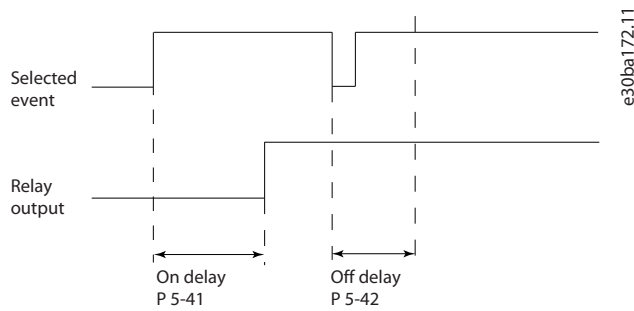 e30ba172.11
Selected
event
Relay
output
On delay
P 5-41
Off delay
P 5-42